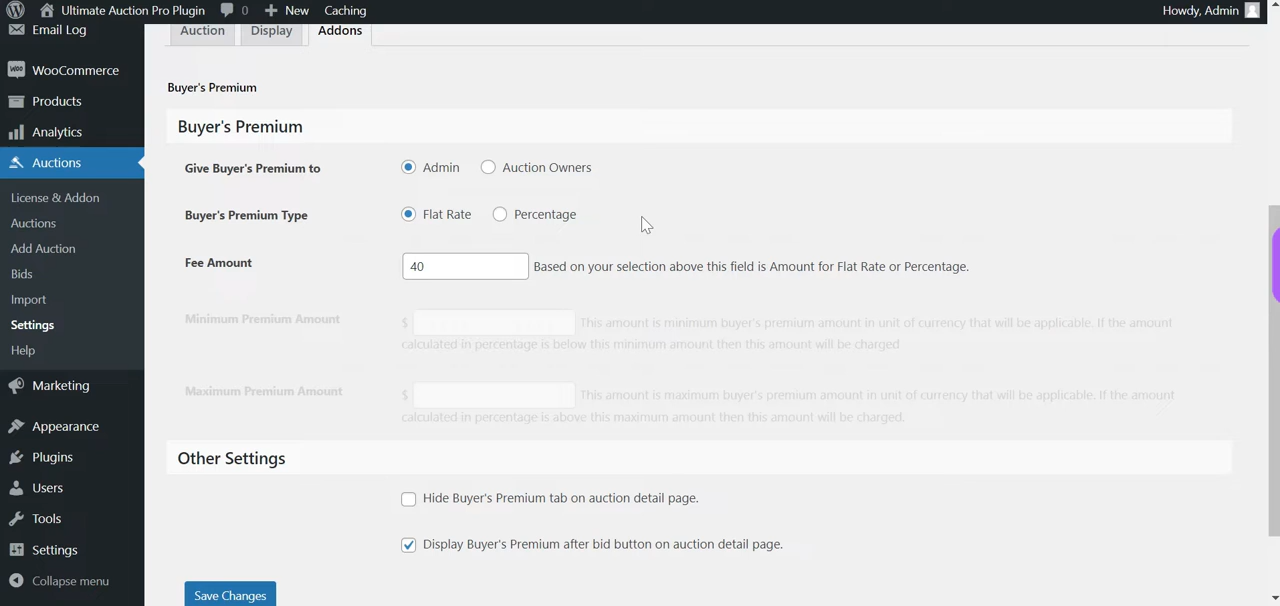 Ultimate Auction Pro Plugin 0 New Caching Howdy, Admin
Email Log
WooCommerce
Products
Analytics
Auctions
License & Addon
Auctions
Add Auction
Bids
Import
Settings
Help
Marketing
Appearance
Plugins
Users
Tools
Settings
Collapse menu
Auction Display Addons
Buyer's Premium
Buyer's Premium
Give Buyer's Premium to Admin Auction Owners
Buyer's Premium Type Flat Rate Percentage
Fee Amount 40 Based on your selection above this field is Amount for Flat Rate or Percentage.
Minimum Premium Amount $ This amount is minimum buyer's premium amount in unit of currency that will be applicable. If the amount
calculated in percentage is below this minimum amount then this amount will be charged
Maximum Premium Amount $ This amount is maximum buyer's premium amount in unit of currency that will be applicable. If the amount
calculated in percentage is above this maximum amount then this amount will be charged.
Other Settings
Hide Buyer's Premium tab on auction detail page.
Display Buyer's Premium after bid button on auction detail page.
Save Changes